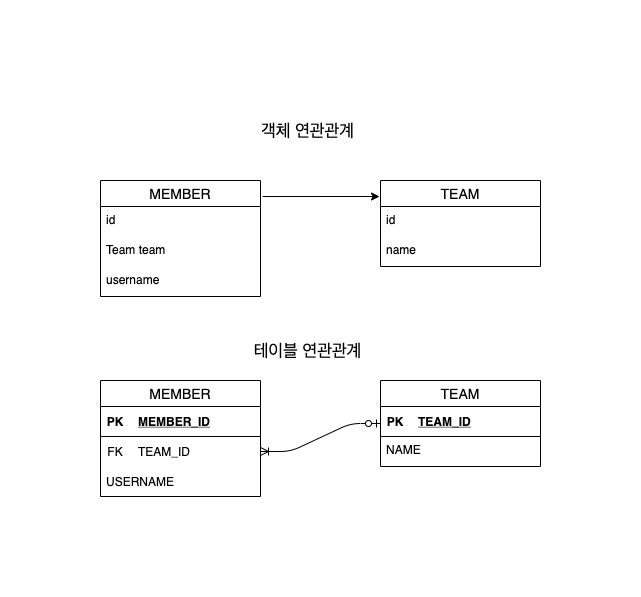 객체 연관관계
MEMBER
id
Team team
username
TEAM
id
name
테이블 연관관계
MEMBER
PK MEMBER_ID
FK TEAM_ID
USERNAME
TEAM
PK TEAM_ID
NAME